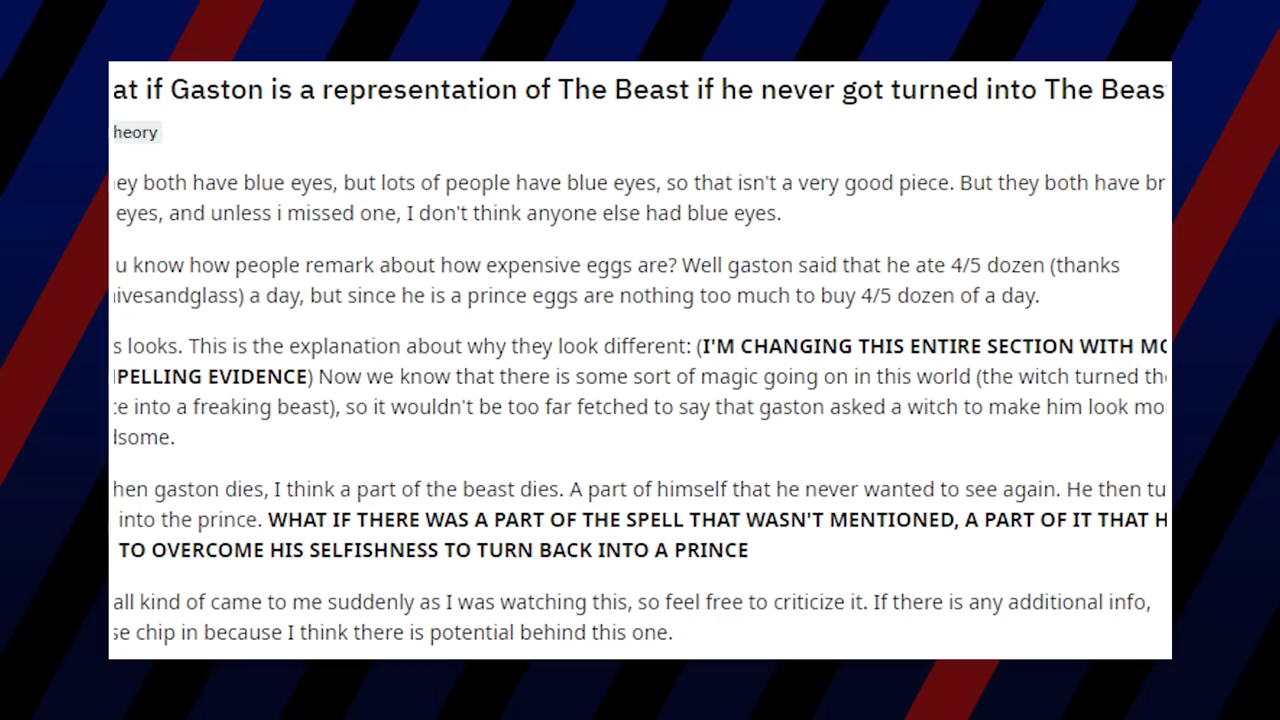 at if Gaston is a representation of The Beast if he never got turned into The Beas
heory
ey both have blue eyes, but lots of people have blue eyes, so that isn't a very good piece. But they both have br
eyes, and unless i missed one, I don't think anyone else had blue eyes.
u know how people remark about how expensive eggs are? Well gaston said that he ate 4/5 dozen (thanks
ivesandglass) a day, but since he is a prince eggs are nothing too much to buy 4/5 dozen of a day.
s looks. This is the explanation about why they look different: (I'M CHANGING THIS ENTIRE SECTION WITH MO
PELLING EVIDENCE) Now we know that there is some sort of magic going on in this world (the witch turned the
e into a freaking beast), so it wouldn't be too far fetched to say that gaston asked a witch to make him look mo
dsome.
hen gaston dies, I think a part of the beast dies. A part of himself that he never wanted to see again. He then tu
into the prince. WHAT IF THERE WAS A PART OF THE SPELL THAT WASN'T MENTIONED, A PART OF IT THAT H
TO OVERCOME HIS SELFISHNESS TO TURN BACK INTO A PRINCE
all kind of came to me suddenly as I was watching this, so feel free to criticize it. If there is any additional info,
se chip in because I think there is potential behind this one.